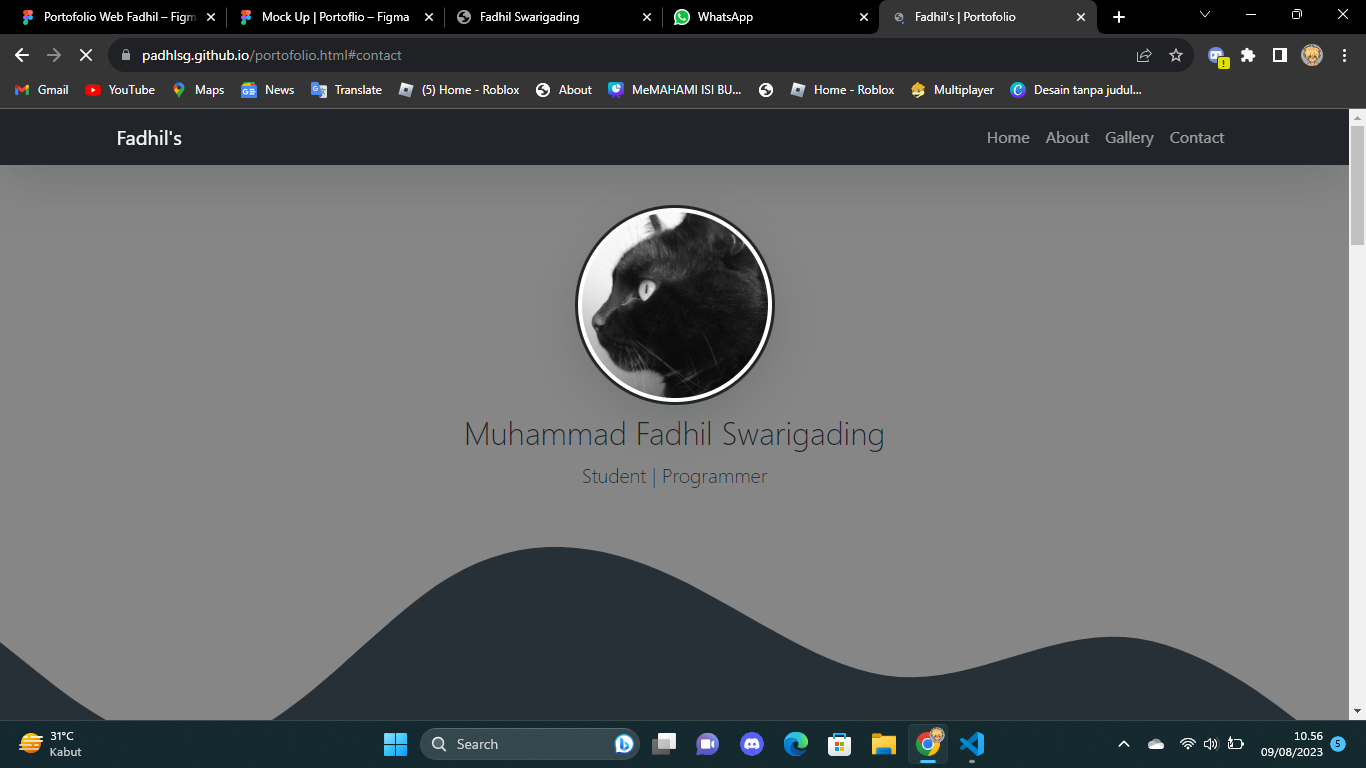 Portofolio Web Fadhil – Figm
Mock Up | Portoflio – Figma
Fadhil Swarigading
WhatsApp
Fadhil's | Portofolio
padhlsg.github.io/portofolio.html#contact
Gmail
YouTube
Maps
News
Translate
(5) Home - Roblox
About
MeMAHAMI ISI BU...
Home - Roblox
Multiplayer
Desain tanpa judul...
Fadhil's
Home
About
Gallery
Contact
Muhammad Fadhil Swarigading
Student | Programmer
31°C
Kabut
Search
10.56
09/08/2023
5